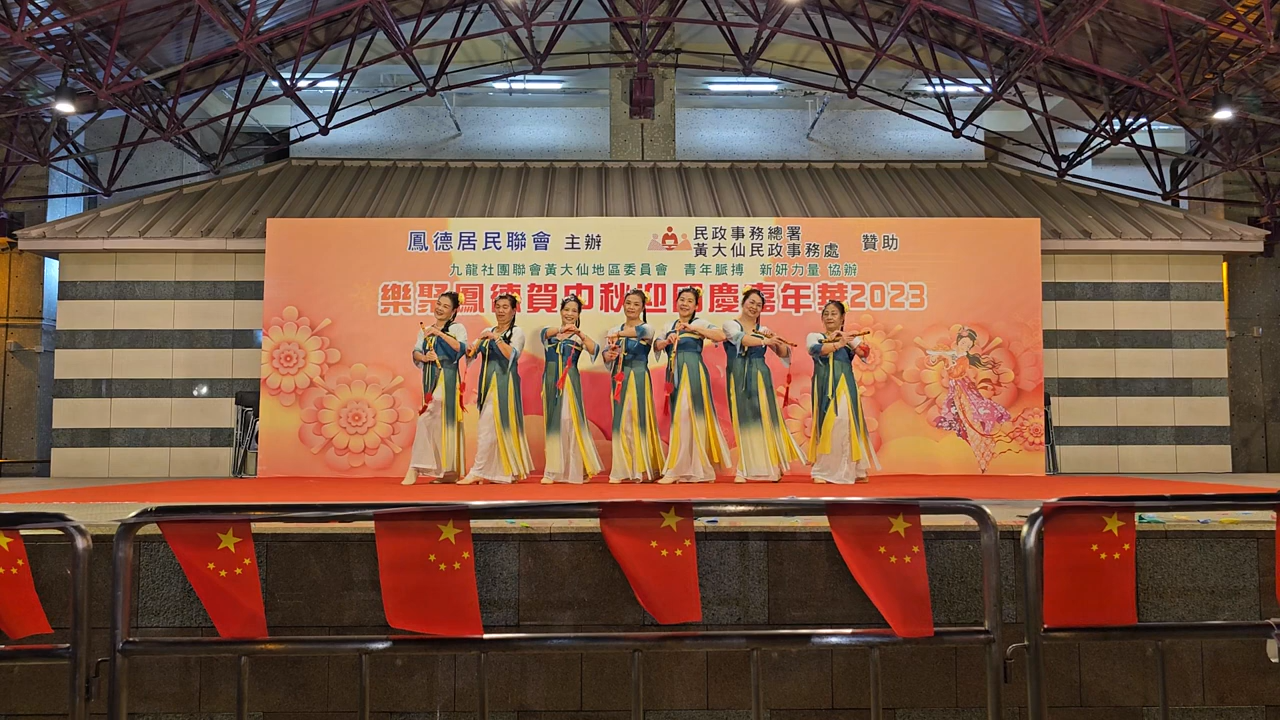 鳳德居民聯會 主辦
民政事務總署
黃大仙民政事務處 贊助
九龍社團聯會黃大仙地區委員會 青年脈搏 新妍力量 協辦
樂聚鳳德賀中秋迎國慶嘉年華2023